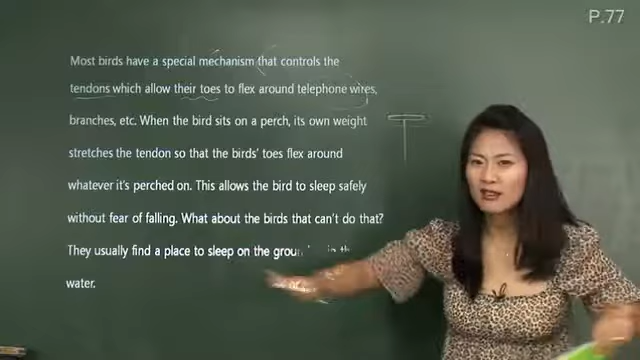 P.77
Most birds have a special mechanism that controls the
tendons which allow their toes to flex around telephone wires,
branches, etc. When the bird sits on a perch, its own weight
stretches the tendon so that the birds' toes flex around
whatever it's perched on. This allows the bird to sleep safely
without fear of falling. What about the birds that can't do that?
They usually find a place to sleep on the in
water.